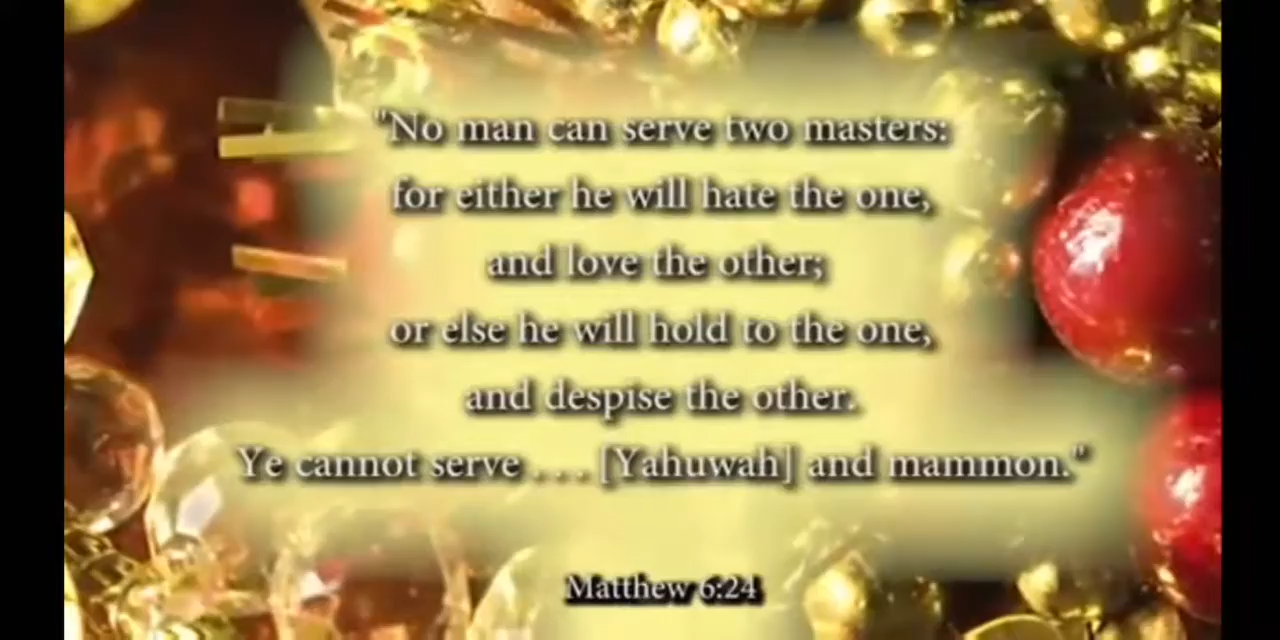 "No man can serve two masters:
for either he will hate the one,
and love the other;
or else he will hold to the one,
and despise the other.
Ye cannot serve . . . [Yahuwah] and mammon."
Matthew 6:24